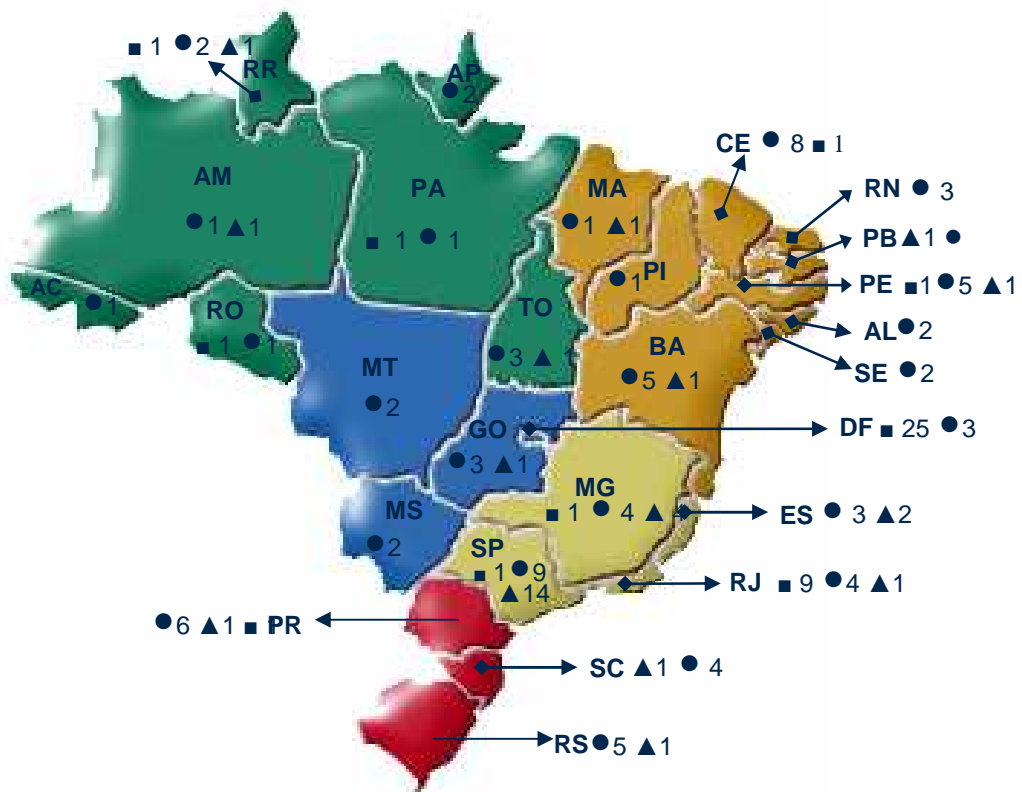 ■ 1 ● 2 ▲ 1
RR
AP
● 2
CE ● 8 ■ 1
AM
● 1 ▲ 1
PA
■ 1 ● 1
MA
● 1 ▲ 1
RN ● 3
PB ▲ 1 ●
PI
● 1
PE ■ 1 ● 5 ▲ 1
AC
● 1
RO
■ 1 ● 1
TO
● 3 ▲ 1
AL ● 2
BA
● 5 ▲ 1
SE ● 2
MT
● 2
GO
● 3 ▲ 1
DF ■ 25 ● 3
MG
■ 1 ● 4 ▲
MS
● 2
ES ● 3 ▲ 2
SP
■ 1 ● 9
▲ 14
RJ ■ 9 ● 4 ▲ 1
● 6 ▲ 1 ■ PR
SC ▲ 1 ● 4
RS ● 5 ▲ 1